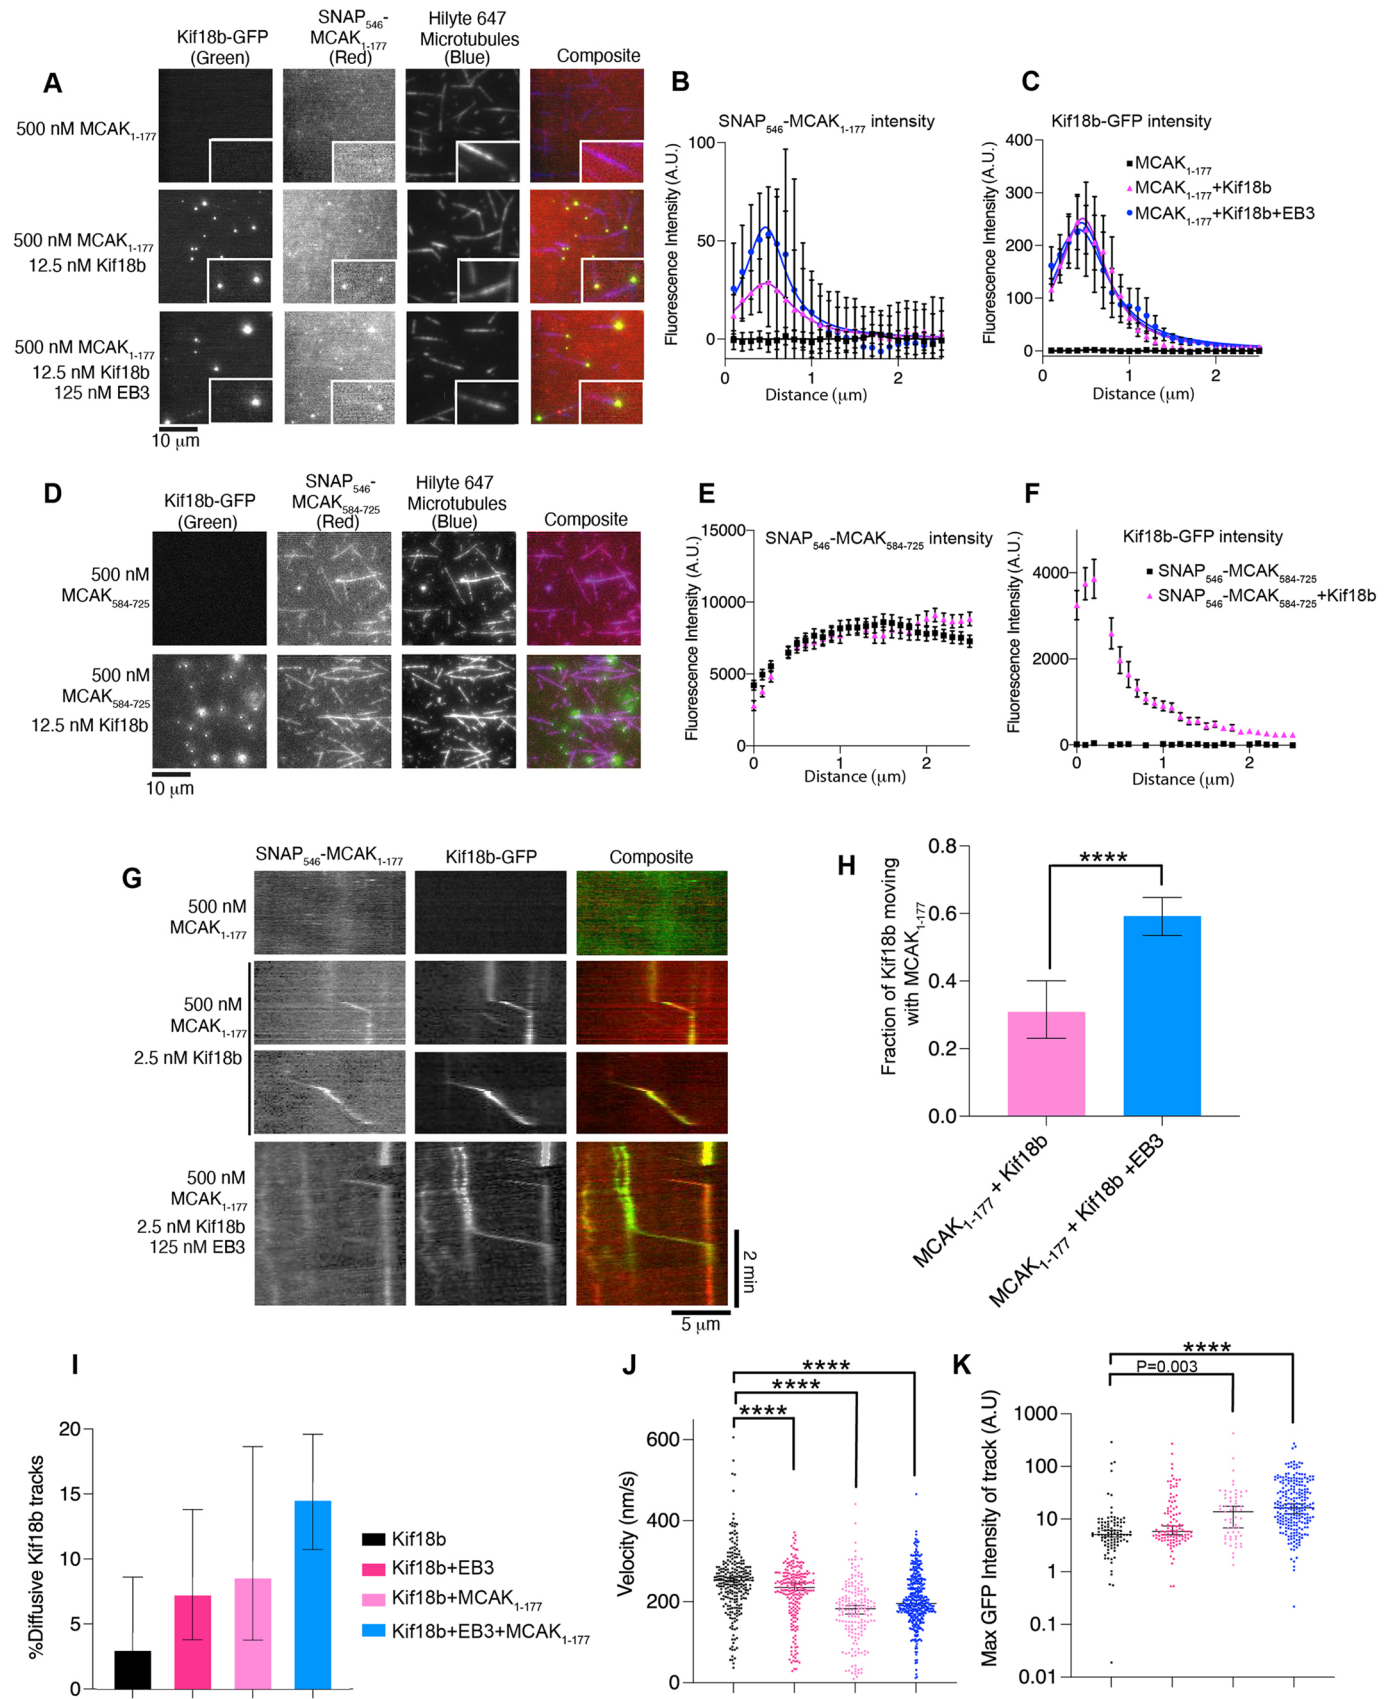 A
Kif18b-GFP
(Green)
SNAP546-
MCAK1-177
(Red)
Hilyte 647
Microtubules
(Blue)
Composite
500 nM MCAK1-177
500 nM MCAK1-177
12.5 nM Kif18b
500 nM MCAK1-177
12.5 nM Kif18b
125 nM EB3
10 μm
B
SNAP546-MCAK1-177 intensity
Fluorescence Intensity (A.U.)
100
50
0
0 1 2
Distance (μm)
C
Kif18b-GFP intensity
Fluorescence Intensity (A.U.)
400
300
200
100
0
MCAK1-177
MCAK1-177+Kif18b
MCAK1-177+Kif18b+EB3
0 1 2
Distance (μm)
D
Kif18b-GFP
(Green)
SNAP546-
MCAK584-725
(Red)
Hilyte 647
Microtubules
(Blue)
Composite
500 nM
MCAK584-725
500 nM
MCAK584-725
12.5 nM Kif18b
10 μm
E
SNAP546-MCAK584-725 intensity
Fluorescence Intensity (A.U.)
15000
10000
5000
0
0 1 2
Distance (μm)
F
Kif18b-GFP intensity
Fluorescence Intensity (A.U.)
4000
2000
0
SNAP546-MCAK584-725
SNAP546-MCAK584-725+Kif18b
0 1 2
Distance (μm)
G
SNAP546-MCAK1-177
Kif18b-GFP
Composite
500 nM
MCAK1-177
500 nM
MCAK1-177
2.5 nM Kif18b
500 nM
MCAK1-177
2.5 nM Kif18b
125 nM EB3
2 min
5 μm
H
Fraction of Kif18b moving
with MCAK1-177
0.8
0.6
0.4
0.2
0.0
****
MCAK1-177 + Kif18b
MCAK1-177 + Kif18b +EB3
I
%Diffusive Kif18b tracks
20
15
10
5
0
Kif18b
Kif18b+EB3
Kif18b+MCAK1-177
Kif18b+EB3+MCAK1-177
J
Velocity (nm/s)
600
400
200
0
****
****
****
K
Max GFP Intensity of track (A.U)
1000
100
10
1
0.1
0.01
****
P=0.003